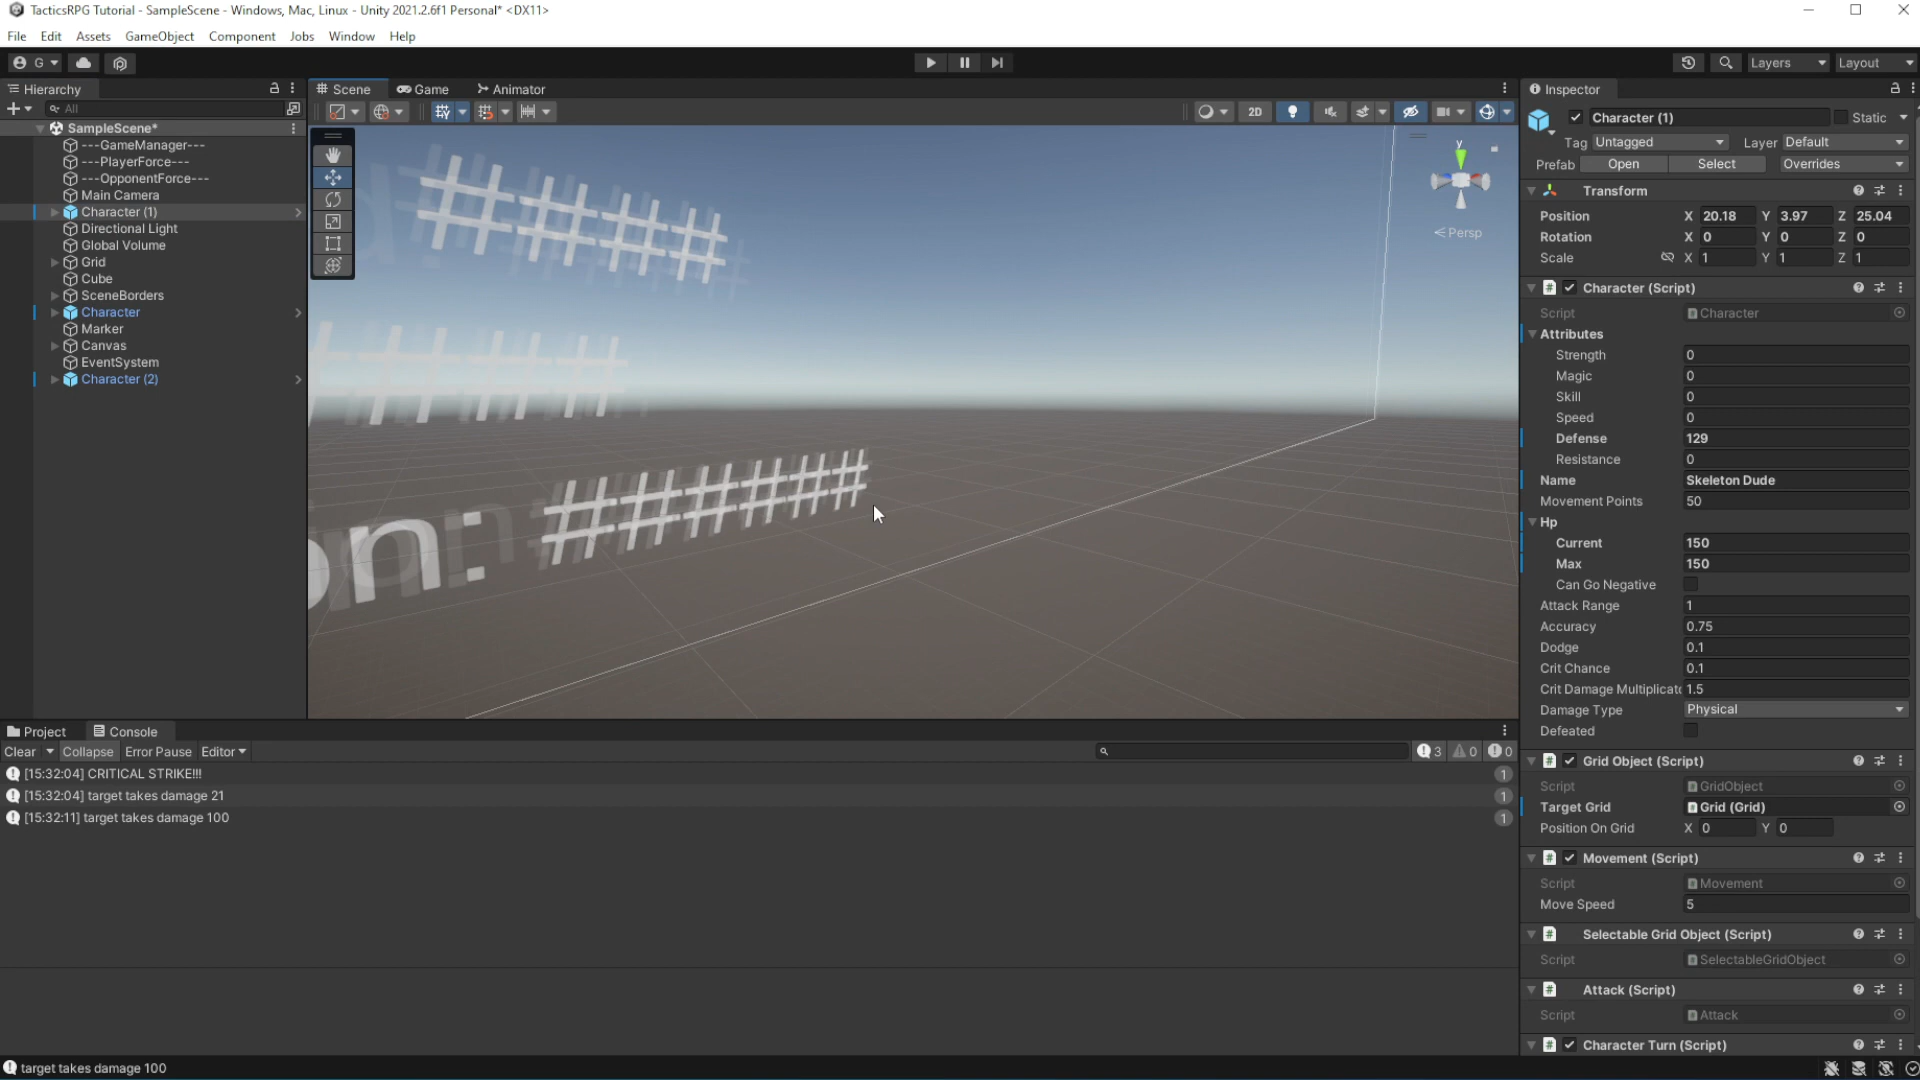 TacticsRPG Tutorial - SampleScene - Windows, Mac, Linux - Unity 2021.2.6f1 Personal* <DX11>
File Edit Assets GameObject Component Jobs Window Help
G Layers Layout
Hierarchy
All
SampleScene*
---GameManager---
---PlayerForce---
---OpponentForce---
Main Camera
Character (1)
Directional Light
Global Volume
Grid
Cube
SceneBorders
Character
Marker
Canvas
EventSystem
Character (2)
Scene Game Animator
2D
y
Persp
####
on: ######
Inspector
Character (1) Static
Tag Untagged Layer Default
Prefab Open Select Overrides
Transform
Position X 20.18 Y 3.97 Z 25.04
Rotation X 0 Y 0 Z 0
Scale X 1 Y 1 Z 1
# Character (Script)
Script Character
Attributes
Strength 0
Magic 0
Skill 0
Speed 0
Defense 129
Resistance 0
Name Skeleton Dude
Movement Points 50
Hp
Current 150
Max 150
Can Go Negative
Attack Range 1
Accuracy 0.75
Dodge 0.1
Crit Chance 0.1
Crit Damage Multiplicato 1.5
Damage Type Physical
Defeated
# Grid Object (Script)
Script GridObject
Target Grid Grid (Grid)
Position On Grid X 0 Y 0
# Movement (Script)
Script Movement
Move Speed 5
# Selectable Grid Object (Script)
Script SelectableGridObject
# Attack (Script)
Script Attack
# Character Turn (Script)
Project Console
Clear Collapse Error Pause Editor
3 0 0
[15:32:04] CRITICAL STRIKE!!! 1
[15:32:04] target takes damage 21 1
[15:32:11] target takes damage 100 1
target takes damage 100